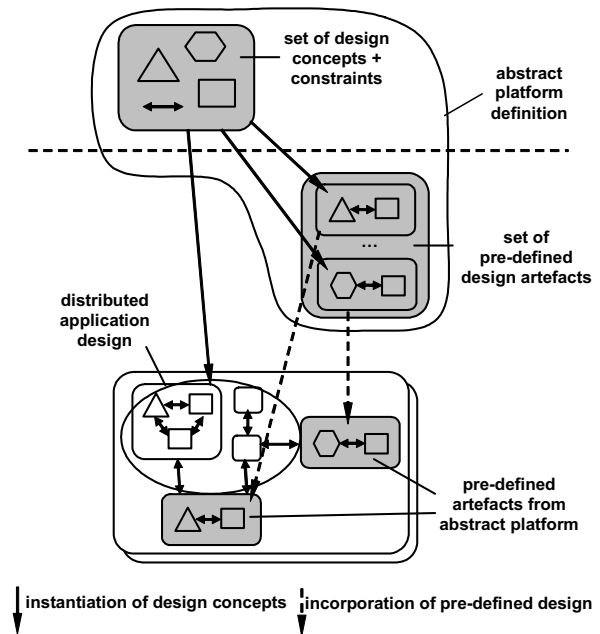 set of design
concepts +
constraints
abstract
platform
definition
...
set of
pre-defined
design artefacts
distributed
application
design
pre-defined
artefacts from
abstract platform
instantiation of design concepts
incorporation of pre-defined design